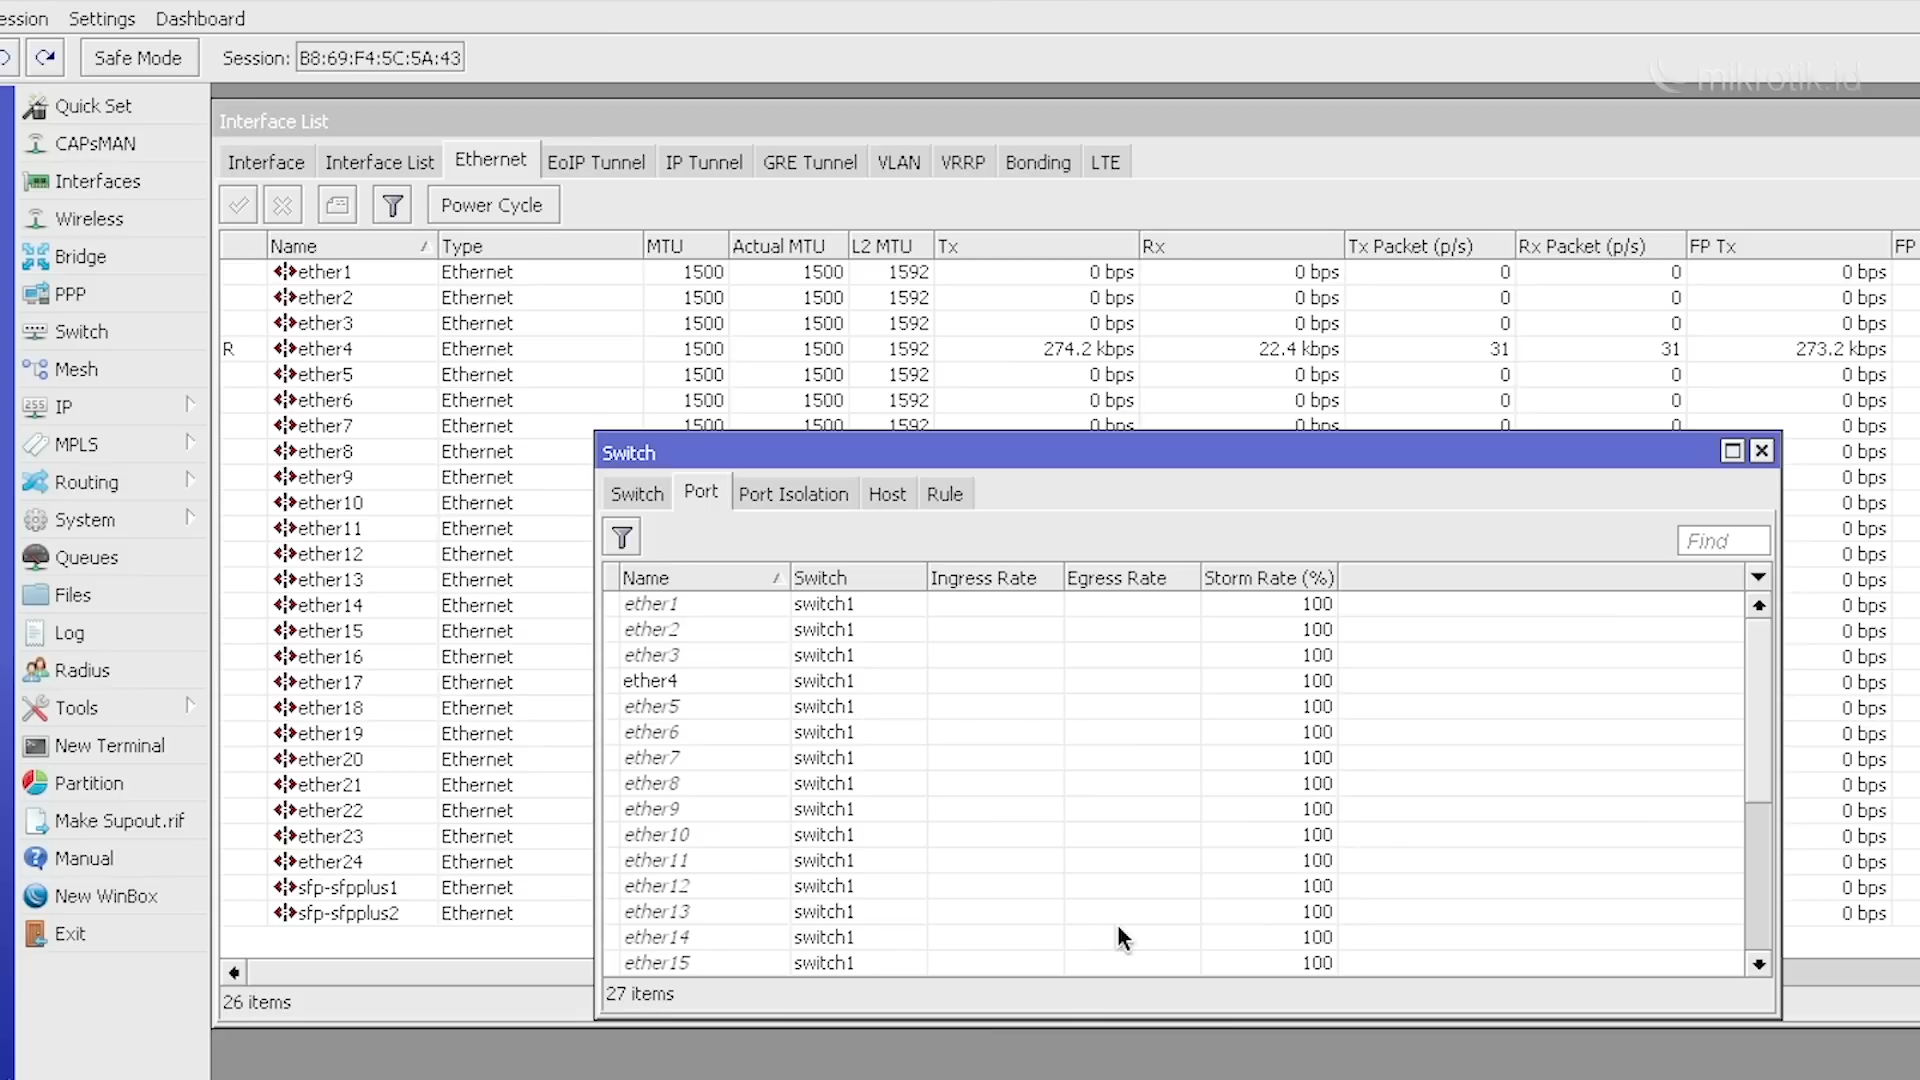 ession Settings Dashboard
Safe Mode Session: B8:69:F4:5C:5A:43
mikrotik.id
Quick Set
CAPsMAN
Interfaces
Wireless
Bridge
PPP
Switch
Mesh
IP
MPLS
Routing
System
Queues
Files
Log
Radius
Tools
New Terminal
Partition
Make Supout.rif
Manual
New WinBox
Exit
Interface List
Interface Interface List Ethernet EoIP Tunnel IP Tunnel GRE Tunnel VLAN VRRP Bonding LTE
Power Cycle
Name Type MTU Actual MTU L2 MTU Tx Rx Tx Packet (p/s) Rx Packet (p/s) FP Tx FP
ether1 Ethernet 1500 1500 1592 0 bps 0 bps 0 0 0 bps
ether2 Ethernet 1500 1500 1592 0 bps 0 bps 0 0 0 bps
ether3 Ethernet 1500 1500 1592 0 bps 0 bps 0 0 0 bps
R ether4 Ethernet 1500 1500 1592 274.2 kbps 22.4 kbps 31 31 273.2 kbps
ether5 Ethernet 1500 1500 1592 0 bps 0 bps 0 0 0 bps
ether6 Ethernet 1500 1500 1592 0 bps 0 bps 0 0 0 bps
ether7 Ethernet 1500 1500 1592 0 bps 0 bps 0 0 0 bps
ether8 Ethernet 0 bps
ether9 Ethernet 0 bps
ether10 Ethernet 0 bps
ether11 Ethernet 0 bps
ether12 Ethernet 0 bps
ether13 Ethernet 0 bps
ether14 Ethernet 0 bps
ether15 Ethernet 0 bps
ether16 Ethernet 0 bps
ether17 Ethernet 0 bps
ether18 Ethernet 0 bps
ether19 Ethernet 0 bps
ether20 Ethernet 0 bps
ether21 Ethernet 0 bps
ether22 Ethernet 0 bps
ether23 Ethernet 0 bps
ether24 Ethernet 0 bps
sfp-sfpplus1 Ethernet 0 bps
sfp-sfpplus2 Ethernet 0 bps
26 items
Switch
Switch Port Port Isolation Host Rule
Find
Name Switch Ingress Rate Egress Rate Storm Rate (%)
ether1 switch1 100
ether2 switch1 100
ether3 switch1 100
ether4 switch1 100
ether5 switch1 100
ether6 switch1 100
ether7 switch1 100
ether8 switch1 100
ether9 switch1 100
ether10 switch1 100
ether11 switch1 100
ether12 switch1 100
ether13 switch1 100
ether14 switch1 100
ether15 switch1 100
27 items